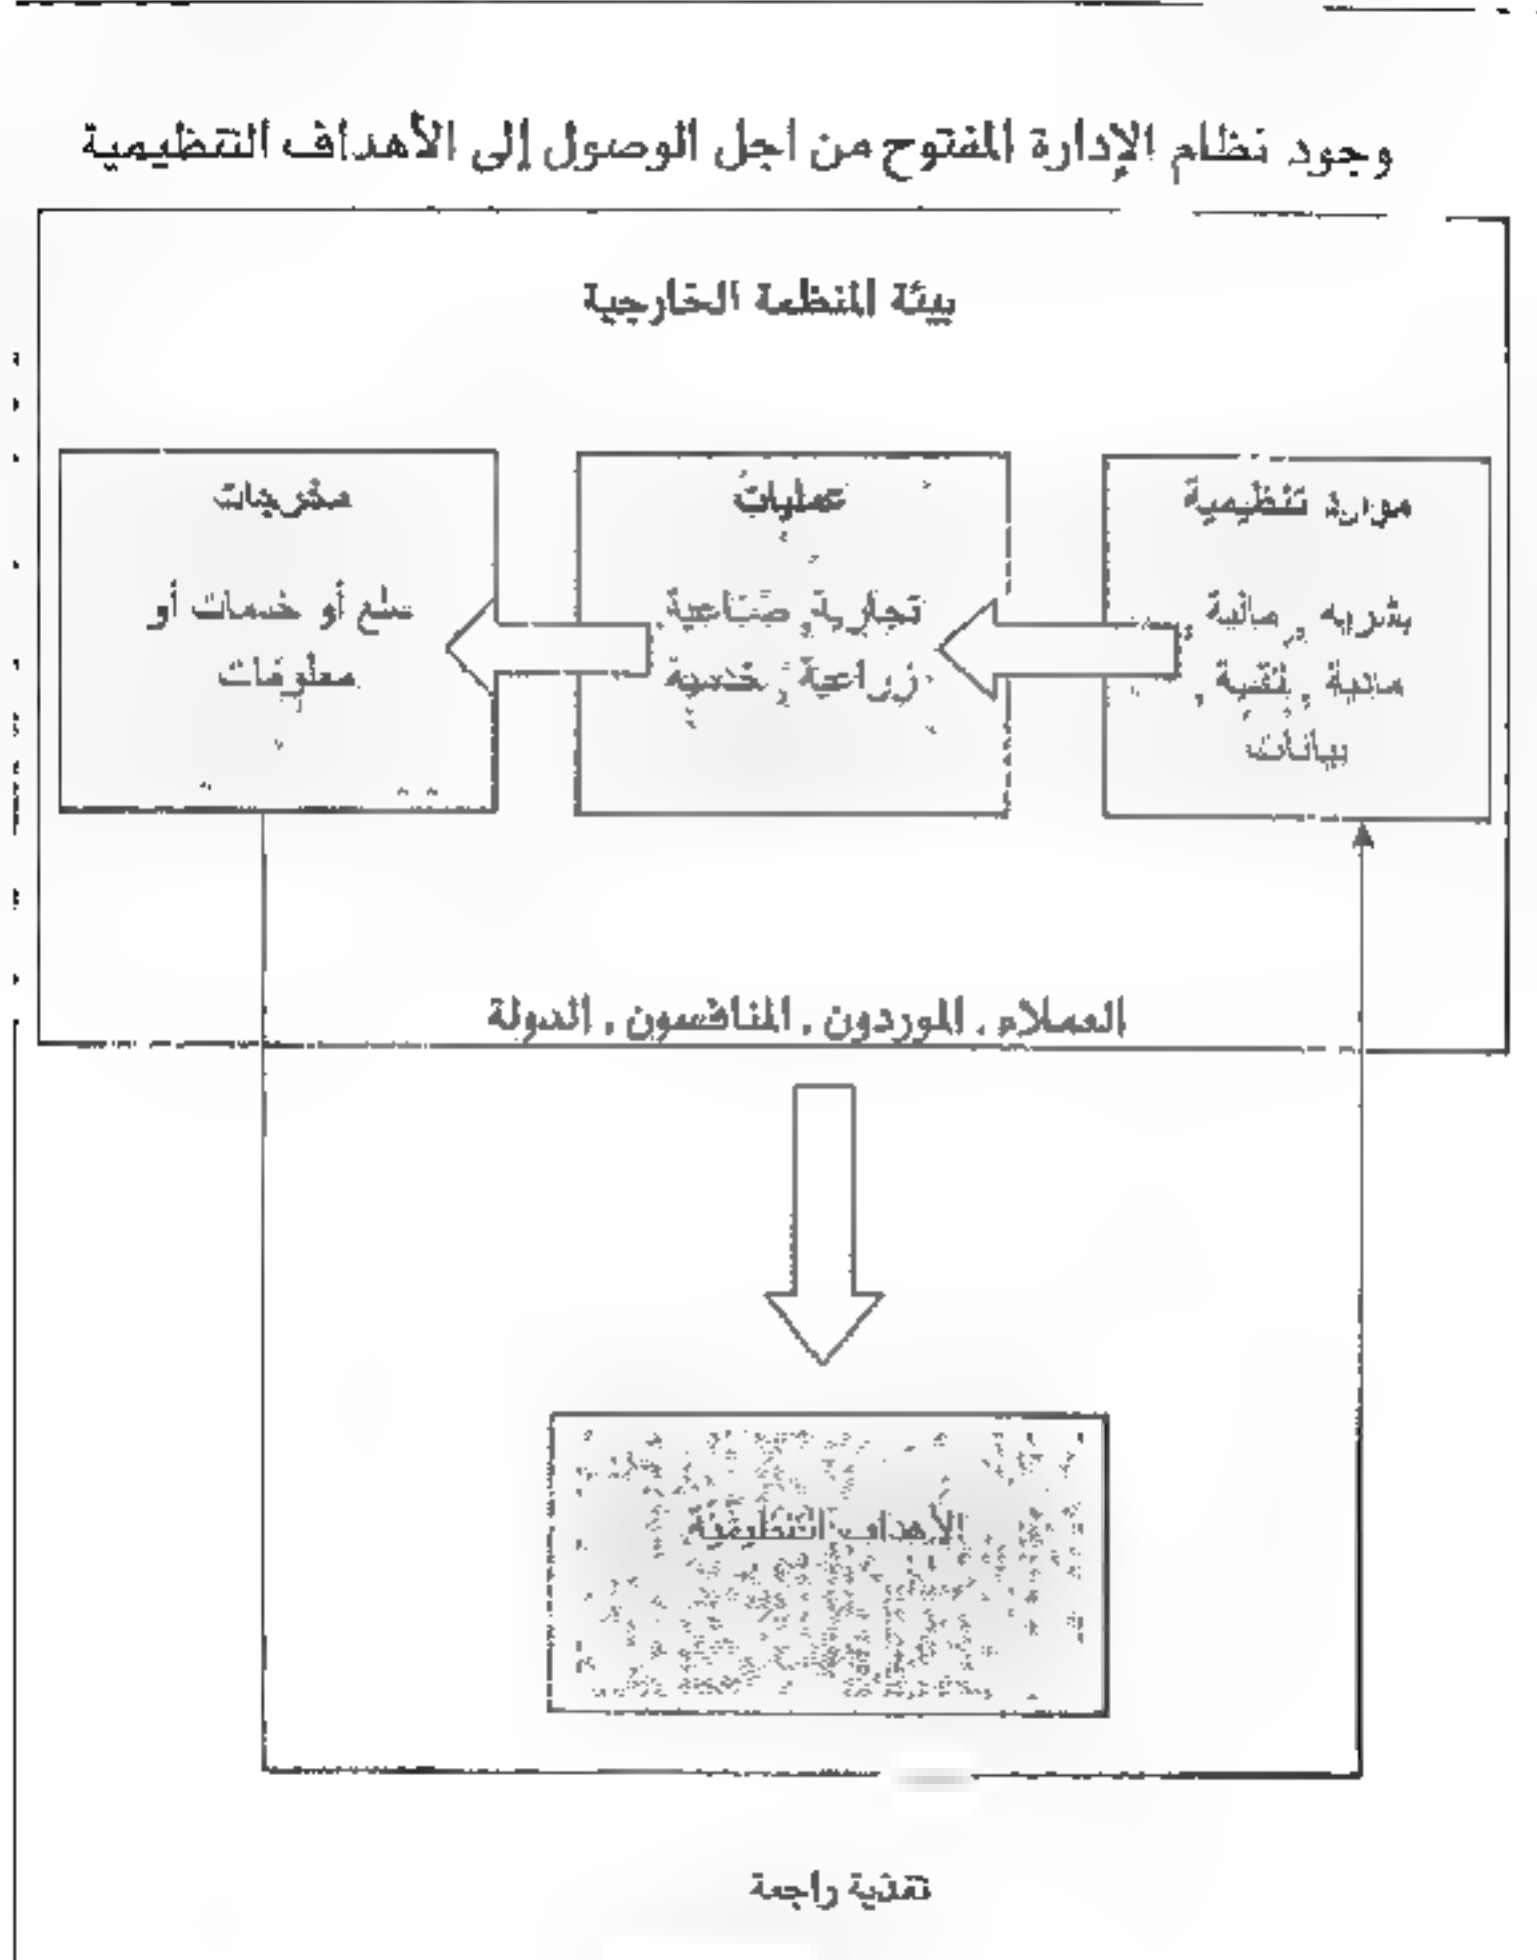 وجود نظام الإدارة المفتوح من اجل الوصول إلى الأهداف التنظيمية
بيئة المنظمة الخارجية
موارد تنظيمية
بشريه , مالية ,
مادية , تقنية ,
بيانات
عمليات
تجارية, صناعية,
زراعية , خدمية
مخرجات
سلع أو خدمات أو
معلومات
العملاء , الموردون , المنافسون , الدولة
الأهداف التنظيمية
تغذية راجعة